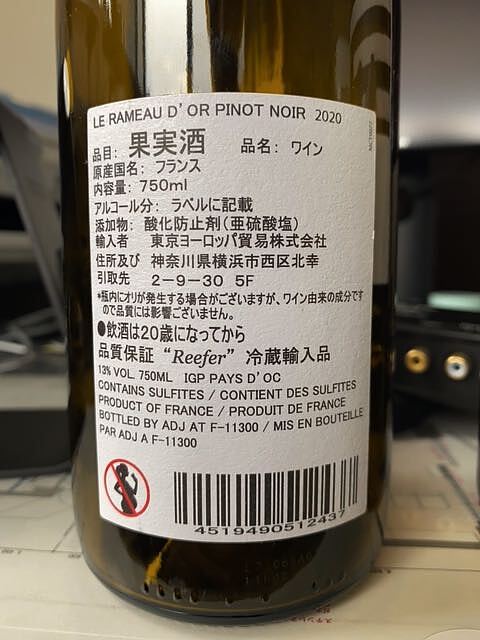 LE RAMEAU D' OR PINOT NOIR 2020
品目: 果実酒 品名: ワイン
原産国名: フランス
内容量: 750ml
アルコール分: ラベルに記載
添加物: 酸化防止剤(亜硫酸塩)
輸入者 東京ヨーロッパ貿易株式会社
住所及び 神奈川県横浜市西区北幸
引取先 2-9-30 5F
*瓶内にオリが発生する場合がございますが、ワイン由来の成分です
ので品質には影響ございません。
●飲酒は20歳になってから
品質保証 “Reefer” 冷蔵輸入品
13% VOL. 750ML IGP PAYS D' OC
CONTAINS SULFITES / CONTIENT DES SULFITES
PRODUCT OF FRANCE / PRODUIT DE FRANCE
BOTTLED BY ADJ AT F-11300 / MIS EN BOUTEILLE
PAR ADJ A F-11300
4519490512437